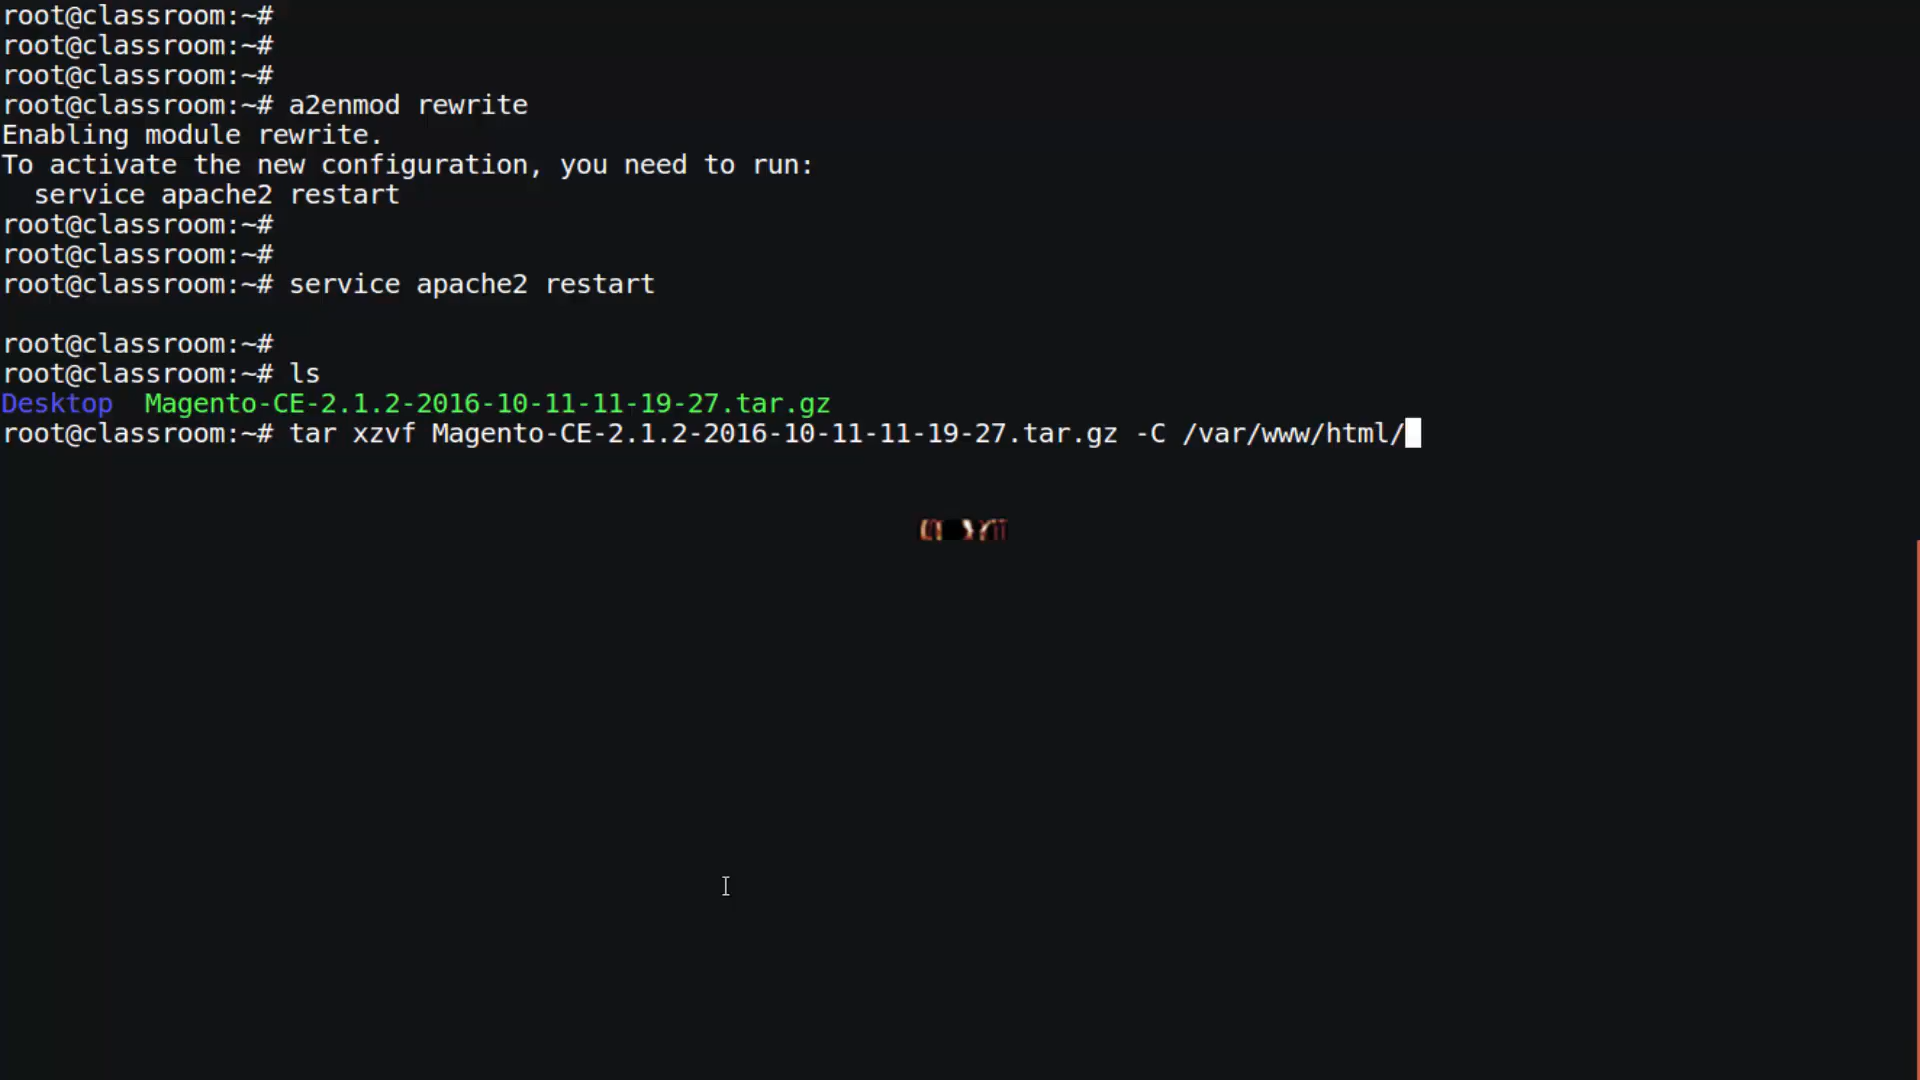 root@classroom:~#
root@classroom:~#
root@classroom:~#
root@classroom:~# a2enmod rewrite
Enabling module rewrite.
To activate the new configuration, you need to run:
  service apache2 restart
root@classroom:~#
root@classroom:~#
root@classroom:~# service apache2 restart
root@classroom:~#
root@classroom:~# ls
Desktop  Magento-CE-2.1.2-2016-10-11-11-19-27.tar.gz
root@classroom:~# tar xzvf Magento-CE-2.1.2-2016-10-11-11-19-27.tar.gz -C /var/www/html/